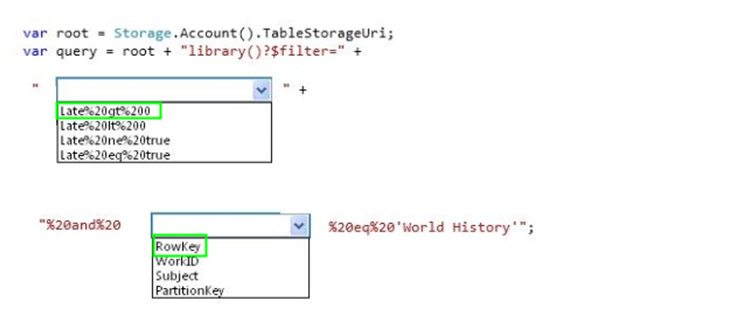 var root = Storage.Account().TableStorageUri;
var query = root + "library()?$filter=" +
" " +
Late%20gt%200
Late%20lt%200
Late%20ne%20true
Late%20eq%20true
"%20and%20 %20eq%20'World History'";
RowKey
WorkID
Subject
PartitionKey